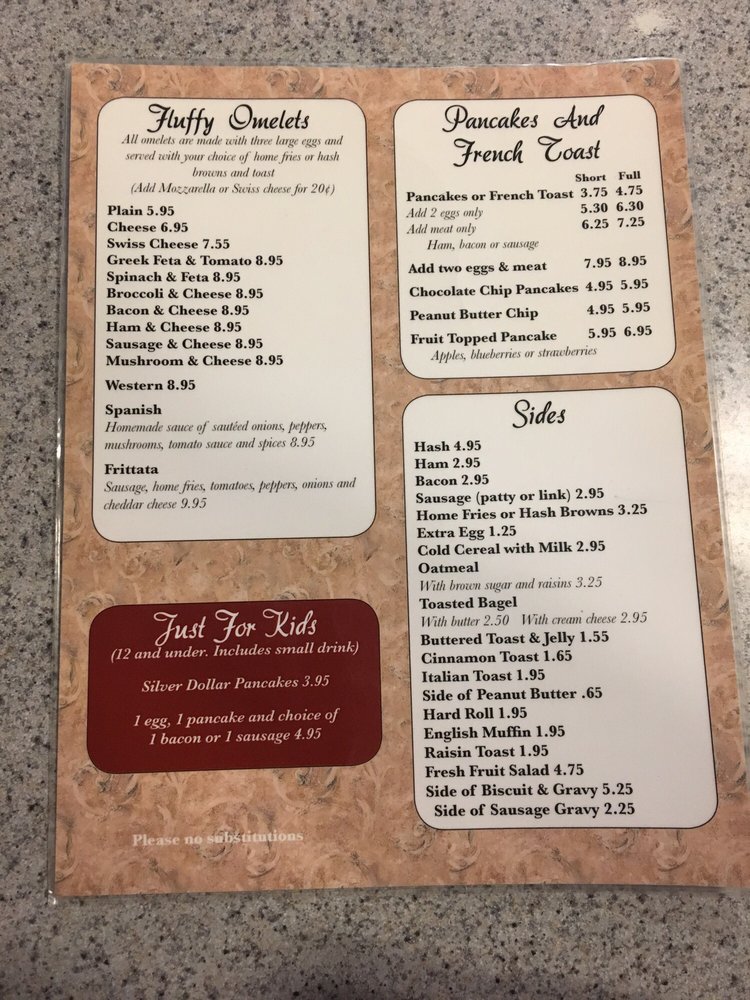 Fluffy Omelets
All omelets are made with three large eggs and
served with your choice of home fries or hash
browns and toast
(Add Mozzarella or Swiss cheese for 20¢)
Plain 5.95
Cheese 6.95
Swiss Cheese 7.55
Greek Feta & Tomato 8.95
Spinach & Feta 8.95
Broccoli & Cheese 8.95
Bacon & Cheese 8.95
Ham & Cheese 8.95
Sausage & Cheese 8.95
Mushroom & Cheese 8.95
Western 8.95
Spanish
Homemade sauce of sautéed onions, peppers,
mushrooms, tomato sauce and spices 8.95
Frittata
Sausage, home fries, tomatoes, peppers, onions and
cheddar cheese 9.95
Just For Kids
(12 and under. Includes small drink)
Silver Dollar Pancakes 3.95
1 egg, 1 pancake and choice of
1 bacon or 1 sausage 4.95
Please no substitutions
Pancakes And
French Toast
Short Full
Pancakes or French Toast 3.75 4.75
Add 2 eggs only 5.30 6.30
Add meat only 6.25 7.25
Ham, bacon or sausage
Add two eggs & meat 7.95 8.95
Chocolate Chip Pancakes 4.95 5.95
Peanut Butter Chip 4.95 5.95
Fruit Topped Pancake 5.95 6.95
Apples, blueberries or strawberries
Sides
Hash 4.95
Ham 2.95
Bacon 2.95
Sausage (patty or link) 2.95
Home Fries or Hash Browns 3.25
Extra Egg 1.25
Cold Cereal with Milk 2.95
Oatmeal
With brown sugar and raisins 3.25
Toasted Bagel
With butter 2.50 With cream cheese 2.95
Buttered Toast & Jelly 1.55
Cinnamon Toast 1.65
Italian Toast 1.95
Side of Peanut Butter .65
Hard Roll 1.95
English Muffin 1.95
Raisin Toast 1.95
Fresh Fruit Salad 4.75
Side of Biscuit & Gravy 5.25
Side of Sausage Gravy 2.25